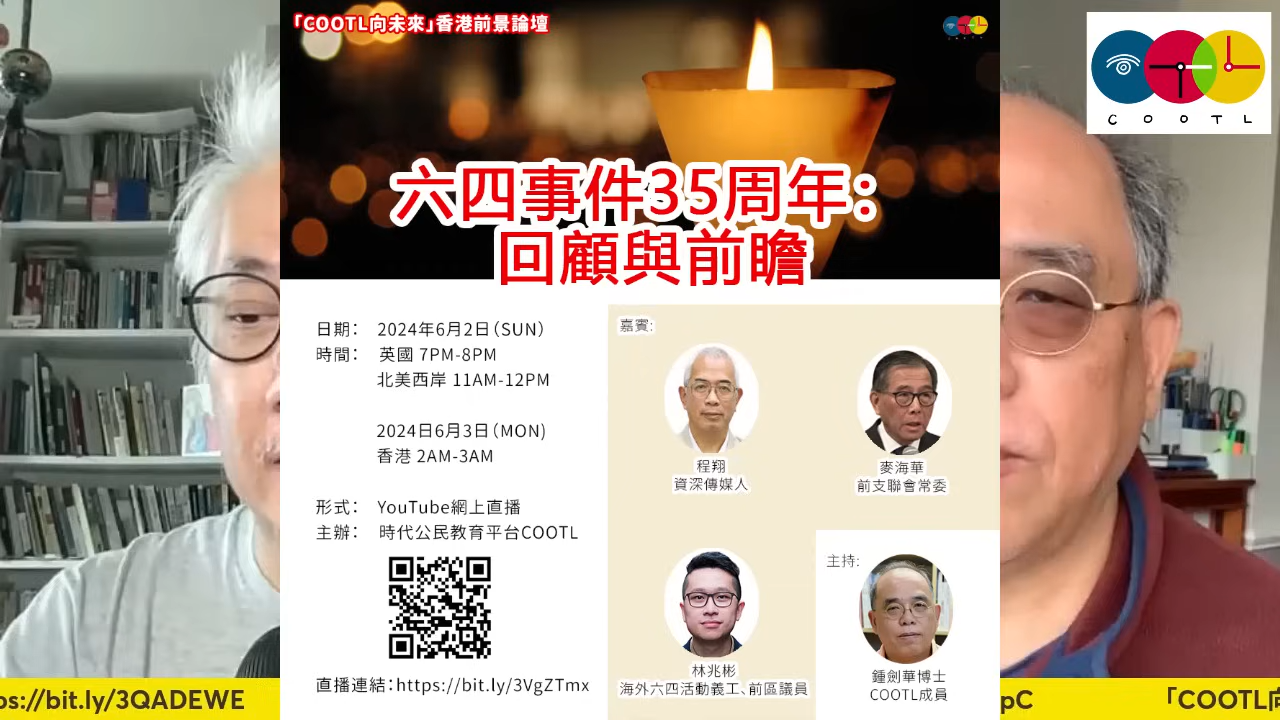 「COOTL向未來」香港前景論壇
COOTL
六四事件35周年：
回顧與前瞻
日期： 2024年6月2日（SUN）
時間： 英國 7PM-8PM
北美西岸 11AM-12PM
2024日6月3日（MON）
香港 2AM-3AM
形式： YouTube網上直播
主辦： 時代公民教育平台COOTL
直播連結：https://bit.ly/3VgZTmx
嘉賓：
程翔
資深傳媒人
麥海華
前支聯會常委
林兆彬
海外六四活動義工、前區議員
主持：
鍾劍華博士
COOTL成員
ps://bit.ly/3QADEWE
pC
「COOTL向